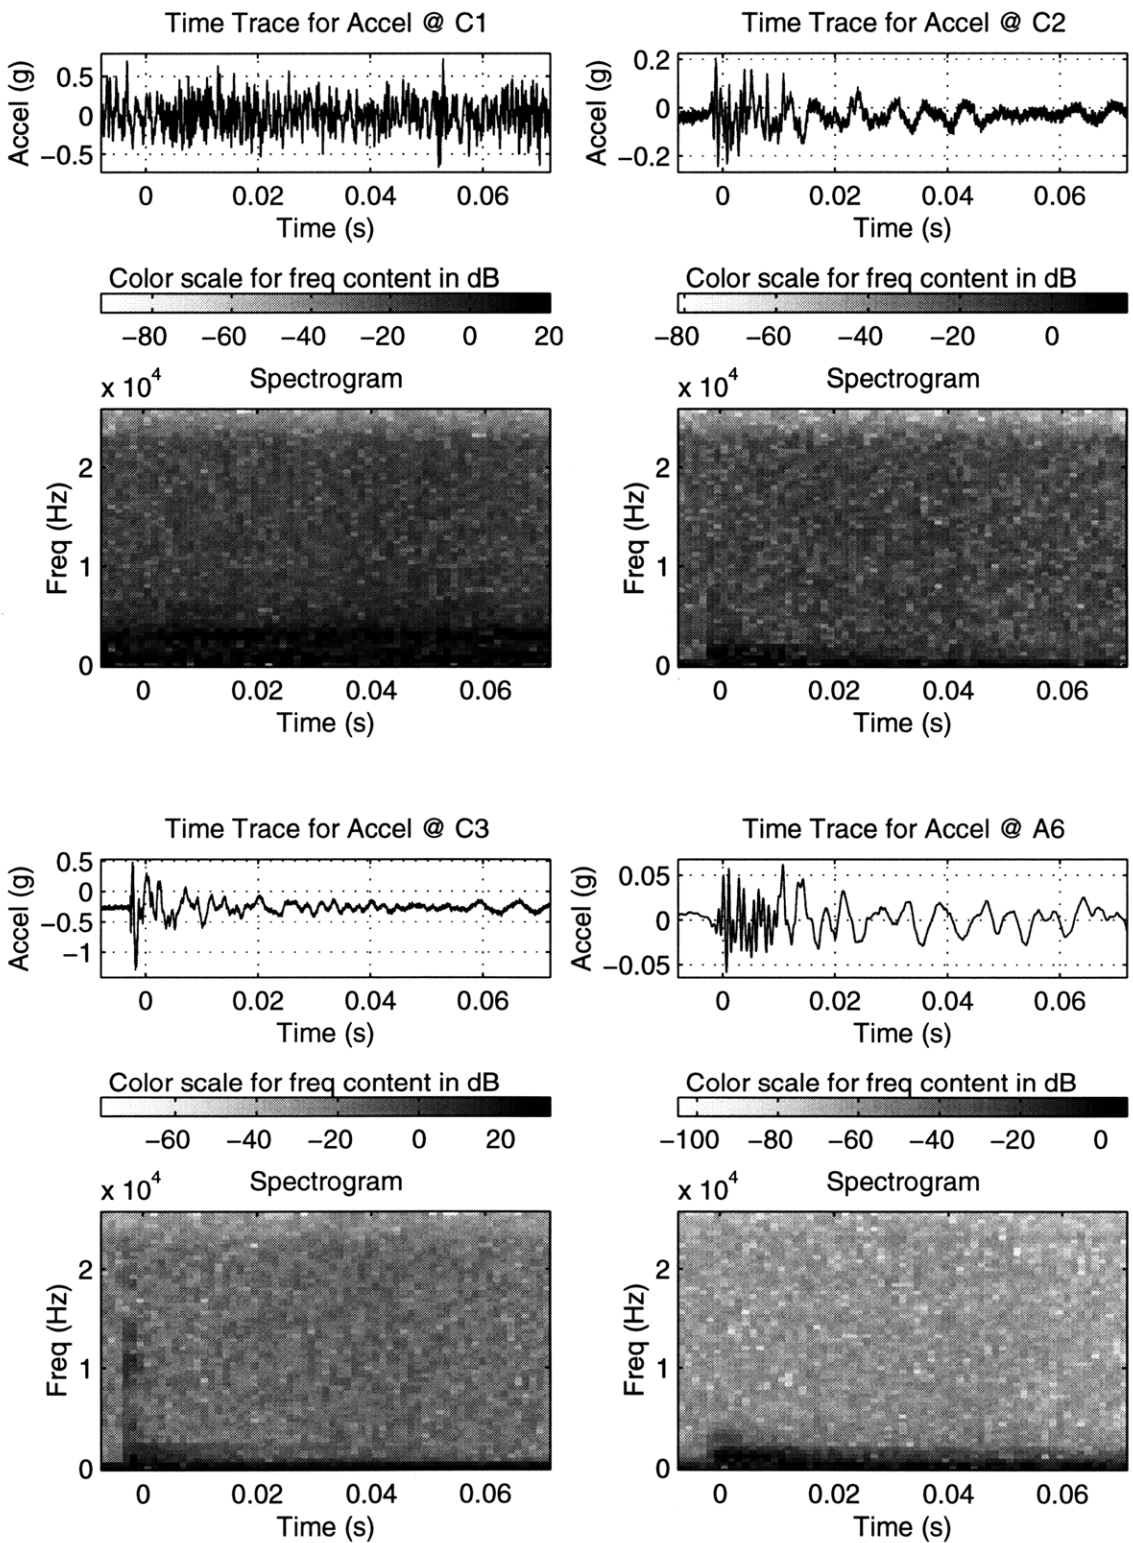 Time Trace for Accel @ C1
Accel (g)
0.5
0
−0.5
0 0.02 0.04 0.06
Time (s)
Color scale for freq content in dB
−80 −60 −40 −20 0 20
x 10^4
Spectrogram
Freq (Hz)
2
1
0
0 0.02 0.04 0.06
Time (s)
Time Trace for Accel @ C2
Accel (g)
0.2
0
−0.2
0 0.02 0.04 0.06
Time (s)
Color scale for freq content in dB
−80 −60 −40 −20 0
x 10^4
Spectrogram
Freq (Hz)
2
1
0
0 0.02 0.04 0.06
Time (s)
Time Trace for Accel @ C3
Accel (g)
0.5
0
−0.5
−1
0 0.02 0.04 0.06
Time (s)
Color scale for freq content in dB
−60 −40 −20 0 20
x 10^4
Spectrogram
Freq (Hz)
2
1
0
0 0.02 0.04 0.06
Time (s)
Time Trace for Accel @ A6
Accel (g)
0.05
0
−0.05
0 0.02 0.04 0.06
Time (s)
Color scale for freq content in dB
−100 −80 −60 −40 −20 0
x 10^4
Spectrogram
Freq (Hz)
2
1
0
0 0.02 0.04 0.06
Time (s)